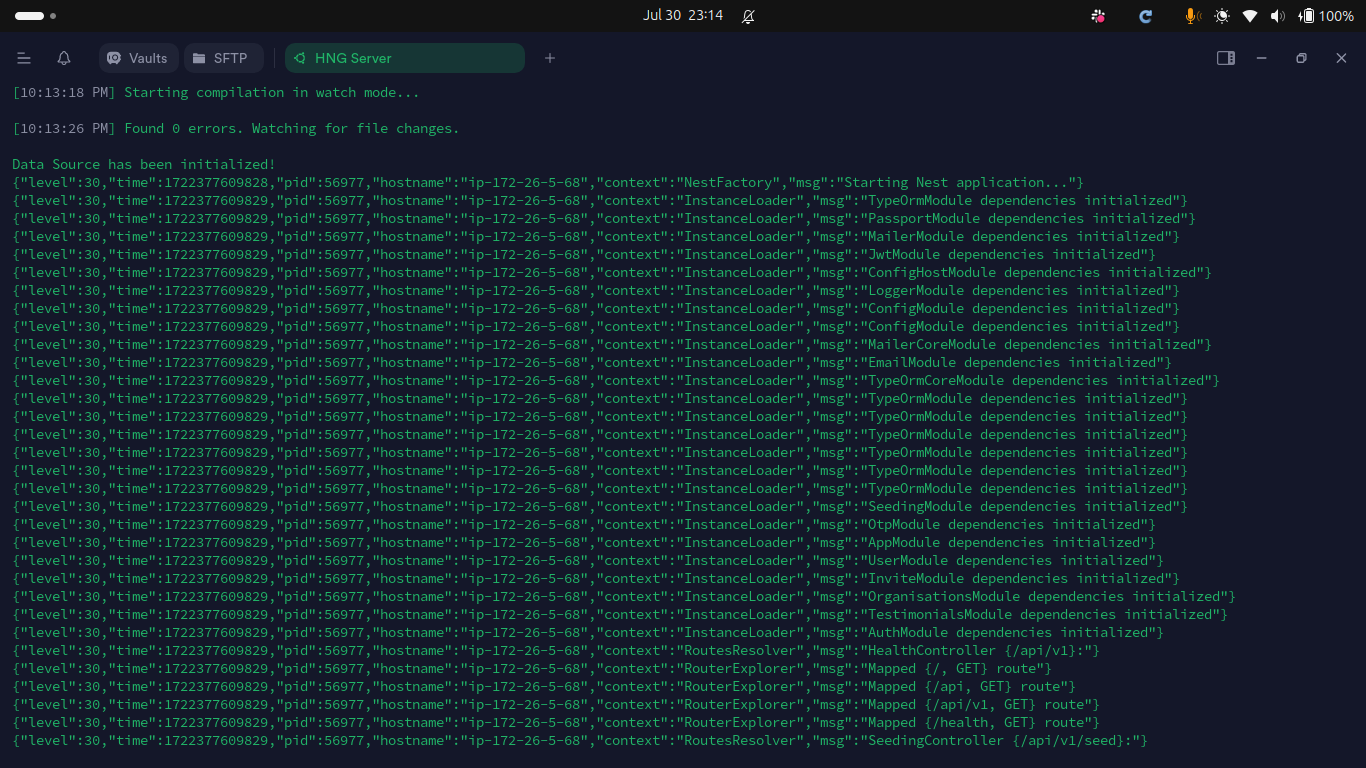 Jul 30 23:14
100%
Vaults
SFTP
HNG Server
[10:13:18 PM] Starting compilation in watch mode...
[10:13:26 PM] Found 0 errors. Watching for file changes.
Data Source has been initialized!
{"level":30,"time":1722377609828,"pid":56977,"hostname":"ip-172-26-5-68","context":"NestFactory","msg":"Starting Nest application..."}
{"level":30,"time":1722377609829,"pid":56977,"hostname":"ip-172-26-5-68","context":"InstanceLoader","msg":"TypeOrmModule dependencies initialized"}
{"level":30,"time":1722377609829,"pid":56977,"hostname":"ip-172-26-5-68","context":"InstanceLoader","msg":"PassportModule dependencies initialized"}
{"level":30,"time":1722377609829,"pid":56977,"hostname":"ip-172-26-5-68","context":"InstanceLoader","msg":"MailerModule dependencies initialized"}
{"level":30,"time":1722377609829,"pid":56977,"hostname":"ip-172-26-5-68","context":"InstanceLoader","msg":"JwtModule dependencies initialized"}
{"level":30,"time":1722377609829,"pid":56977,"hostname":"ip-172-26-5-68","context":"InstanceLoader","msg":"ConfigHostModule dependencies initialized"}
{"level":30,"time":1722377609829,"pid":56977,"hostname":"ip-172-26-5-68","context":"InstanceLoader","msg":"LoggerModule dependencies initialized"}
{"level":30,"time":1722377609829,"pid":56977,"hostname":"ip-172-26-5-68","context":"InstanceLoader","msg":"ConfigModule dependencies initialized"}
{"level":30,"time":1722377609829,"pid":56977,"hostname":"ip-172-26-5-68","context":"InstanceLoader","msg":"ConfigModule dependencies initialized"}
{"level":30,"time":1722377609829,"pid":56977,"hostname":"ip-172-26-5-68","context":"InstanceLoader","msg":"MailerCoreModule dependencies initialized"}
{"level":30,"time":1722377609829,"pid":56977,"hostname":"ip-172-26-5-68","context":"InstanceLoader","msg":"EmailModule dependencies initialized"}
{"level":30,"time":1722377609829,"pid":56977,"hostname":"ip-172-26-5-68","context":"InstanceLoader","msg":"TypeOrmCoreModule dependencies initialized"}
{"level":30,"time":1722377609829,"pid":56977,"hostname":"ip-172-26-5-68","context":"InstanceLoader","msg":"TypeOrmModule dependencies initialized"}
{"level":30,"time":1722377609829,"pid":56977,"hostname":"ip-172-26-5-68","context":"InstanceLoader","msg":"TypeOrmModule dependencies initialized"}
{"level":30,"time":1722377609829,"pid":56977,"hostname":"ip-172-26-5-68","context":"InstanceLoader","msg":"TypeOrmModule dependencies initialized"}
{"level":30,"time":1722377609829,"pid":56977,"hostname":"ip-172-26-5-68","context":"InstanceLoader","msg":"TypeOrmModule dependencies initialized"}
{"level":30,"time":1722377609829,"pid":56977,"hostname":"ip-172-26-5-68","context":"InstanceLoader","msg":"TypeOrmModule dependencies initialized"}
{"level":30,"time":1722377609829,"pid":56977,"hostname":"ip-172-26-5-68","context":"InstanceLoader","msg":"TypeOrmModule dependencies initialized"}
{"level":30,"time":1722377609829,"pid":56977,"hostname":"ip-172-26-5-68","context":"InstanceLoader","msg":"SeedingModule dependencies initialized"}
{"level":30,"time":1722377609829,"pid":56977,"hostname":"ip-172-26-5-68","context":"InstanceLoader","msg":"OtpModule dependencies initialized"}
{"level":30,"time":1722377609829,"pid":56977,"hostname":"ip-172-26-5-68","context":"InstanceLoader","msg":"AppModule dependencies initialized"}
{"level":30,"time":1722377609829,"pid":56977,"hostname":"ip-172-26-5-68","context":"InstanceLoader","msg":"UserModule dependencies initialized"}
{"level":30,"time":1722377609829,"pid":56977,"hostname":"ip-172-26-5-68","context":"InstanceLoader","msg":"InviteModule dependencies initialized"}
{"level":30,"time":1722377609829,"pid":56977,"hostname":"ip-172-26-5-68","context":"InstanceLoader","msg":"OrganisationsModule dependencies initialized"}
{"level":30,"time":1722377609829,"pid":56977,"hostname":"ip-172-26-5-68","context":"InstanceLoader","msg":"TestimonialsModule dependencies initialized"}
{"level":30,"time":1722377609829,"pid":56977,"hostname":"ip-172-26-5-68","context":"InstanceLoader","msg":"AuthModule dependencies initialized"}
{"level":30,"time":1722377609829,"pid":56977,"hostname":"ip-172-26-5-68","context":"RoutesResolver","msg":"HealthController {/api/v1}:"}
{"level":30,"time":1722377609829,"pid":56977,"hostname":"ip-172-26-5-68","context":"RouterExplorer","msg":"Mapped {/, GET} route"}
{"level":30,"time":1722377609829,"pid":56977,"hostname":"ip-172-26-5-68","context":"RouterExplorer","msg":"Mapped {/api, GET} route"}
{"level":30,"time":1722377609829,"pid":56977,"hostname":"ip-172-26-5-68","context":"RouterExplorer","msg":"Mapped {/api/v1, GET} route"}
{"level":30,"time":1722377609829,"pid":56977,"hostname":"ip-172-26-5-68","context":"RouterExplorer","msg":"Mapped {/health, GET} route"}
{"level":30,"time":1722377609829,"pid":56977,"hostname":"ip-172-26-5-68","context":"RoutesResolver","msg":"SeedingController {/api/v1/seed}:"}